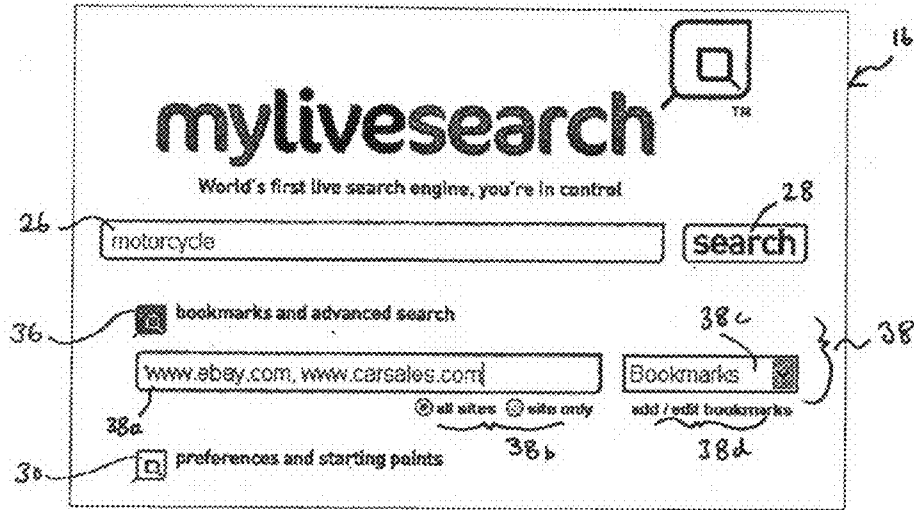 16
mylivesearch
TM
World's first live search engine, you're in control
26
28
motorcycle
search
36
bookmarks and advanced search
38c
38
www.ebay.com, www.carsales.com
Bookmarks
38a
all sites
site only
add / edit bookmarks
38b
38d
30
preferences and starting points